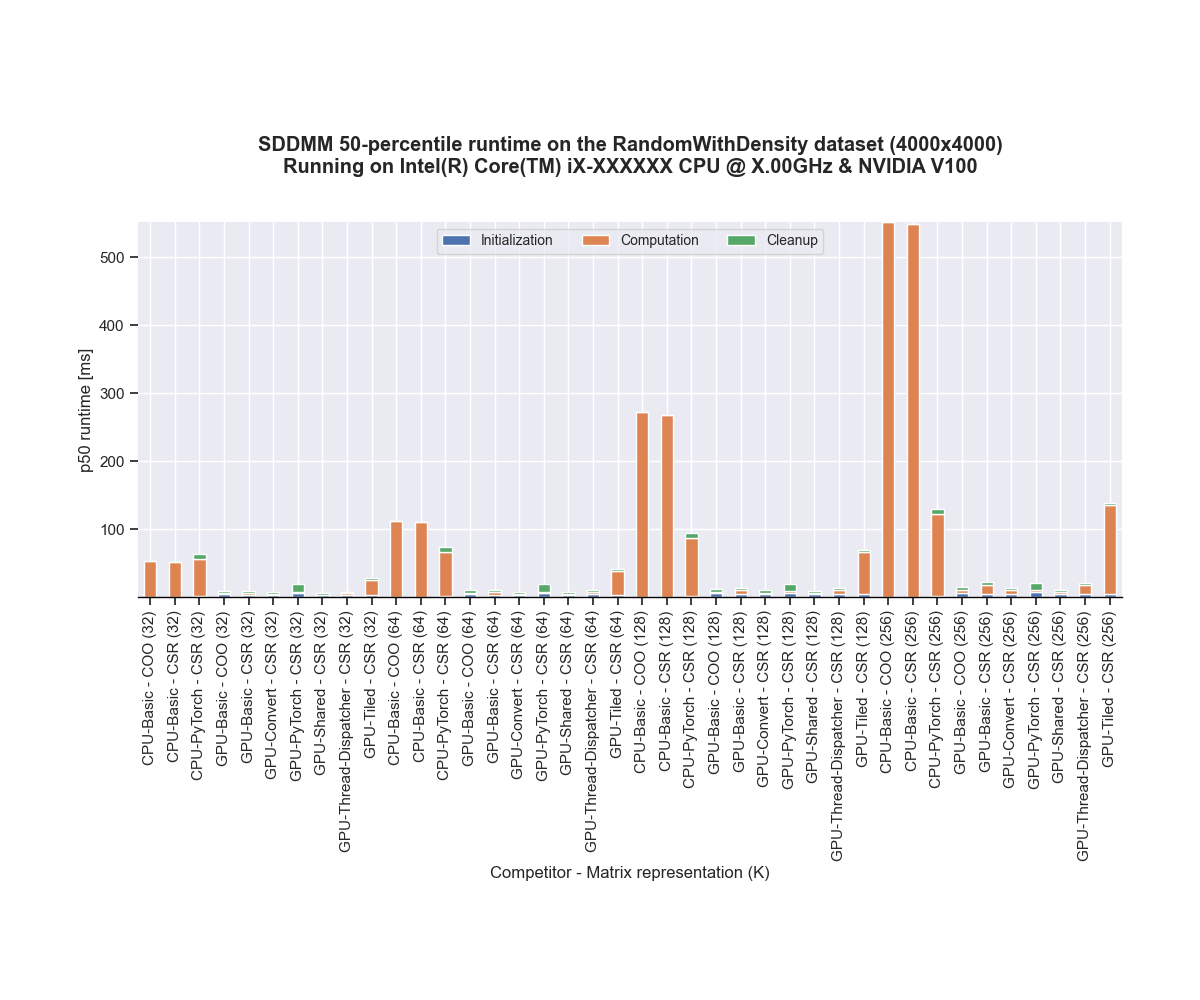 SDDMM 50-percentile runtime on the RandomWithDensity dataset (4000x4000)
Running on Intel(R) Core(TM) iX-XXXXXX CPU @ X.00GHz & NVIDIA V100
Initialization
Computation
Cleanup
p50 runtime [ms]
500
400
300
200
100
CPU-Basic - COO (32)
CPU-Basic - CSR (32)
CPU-PyTorch - CSR (32)
GPU-Basic - COO (32)
GPU-Basic - CSR (32)
GPU-Convert - CSR (32)
GPU-PyTorch - CSR (32)
GPU-Shared - CSR (32)
GPU-Thread-Dispatcher - CSR (32)
GPU-Tiled - CSR (32)
CPU-Basic - COO (64)
CPU-Basic - CSR (64)
CPU-PyTorch - CSR (64)
GPU-Basic - COO (64)
GPU-Basic - CSR (64)
GPU-Convert - CSR (64)
GPU-PyTorch - CSR (64)
GPU-Shared - CSR (64)
GPU-Thread-Dispatcher - CSR (64)
GPU-Tiled - CSR (64)
CPU-Basic - COO (128)
CPU-Basic - CSR (128)
CPU-PyTorch - CSR (128)
GPU-Basic - COO (128)
GPU-Basic - CSR (128)
GPU-Convert - CSR (128)
GPU-PyTorch - CSR (128)
GPU-Shared - CSR (128)
GPU-Thread-Dispatcher - CSR (128)
GPU-Tiled - CSR (128)
CPU-Basic - COO (256)
CPU-Basic - CSR (256)
CPU-PyTorch - CSR (256)
GPU-Basic - COO (256)
GPU-Basic - CSR (256)
GPU-Convert - CSR (256)
GPU-PyTorch - CSR (256)
GPU-Shared - CSR (256)
GPU-Thread-Dispatcher - CSR (256)
GPU-Tiled - CSR (256)
Competitor - Matrix representation (K)